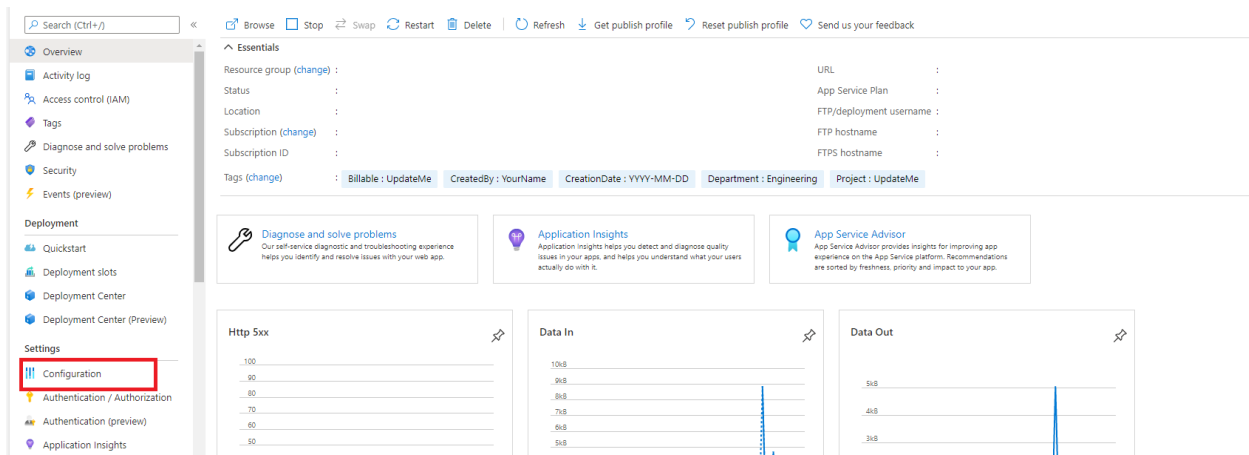 Search (Ctrl+/)
«
Browse Stop Swap Restart Delete Refresh Get publish profile Reset publish profile Send us your feedback
Overview
Activity log
Access control (IAM)
Tags
Diagnose and solve problems
Security
Events (preview)
Deployment
Quickstart
Deployment slots
Deployment Center
Deployment Center (Preview)
Settings
Configuration
Authentication / Authorization
Authentication (preview)
Application Insights
Essentials
Resource group (change) :
Status :
Location :
Subscription (change) :
Subscription ID :
URL :
App Service Plan :
FTP/deployment username :
FTP hostname :
FTPS hostname :
Tags (change) : Billable : UpdateMe CreatedBy : YourName CreationDate : YYYY-MM-DD Department : Engineering Project : UpdateMe
Diagnose and solve problems
Our self-service diagnostic and troubleshooting experience
helps you identify and resolve issues with your web app.
Application Insights
Application Insights helps you detect and diagnose quality
issues in your apps, and helps you understand what your users
actually do with it.
App Service Advisor
App Service Advisor provides insights for improving app
experience on the App Service platform. Recommendations
are sorted by freshness, priority and impact to your app.
Http 5xx
100
90
80
70
60
50
Data In
10kB
9kB
8kB
7kB
6kB
5kB
Data Out
5kB
4kB
3kB